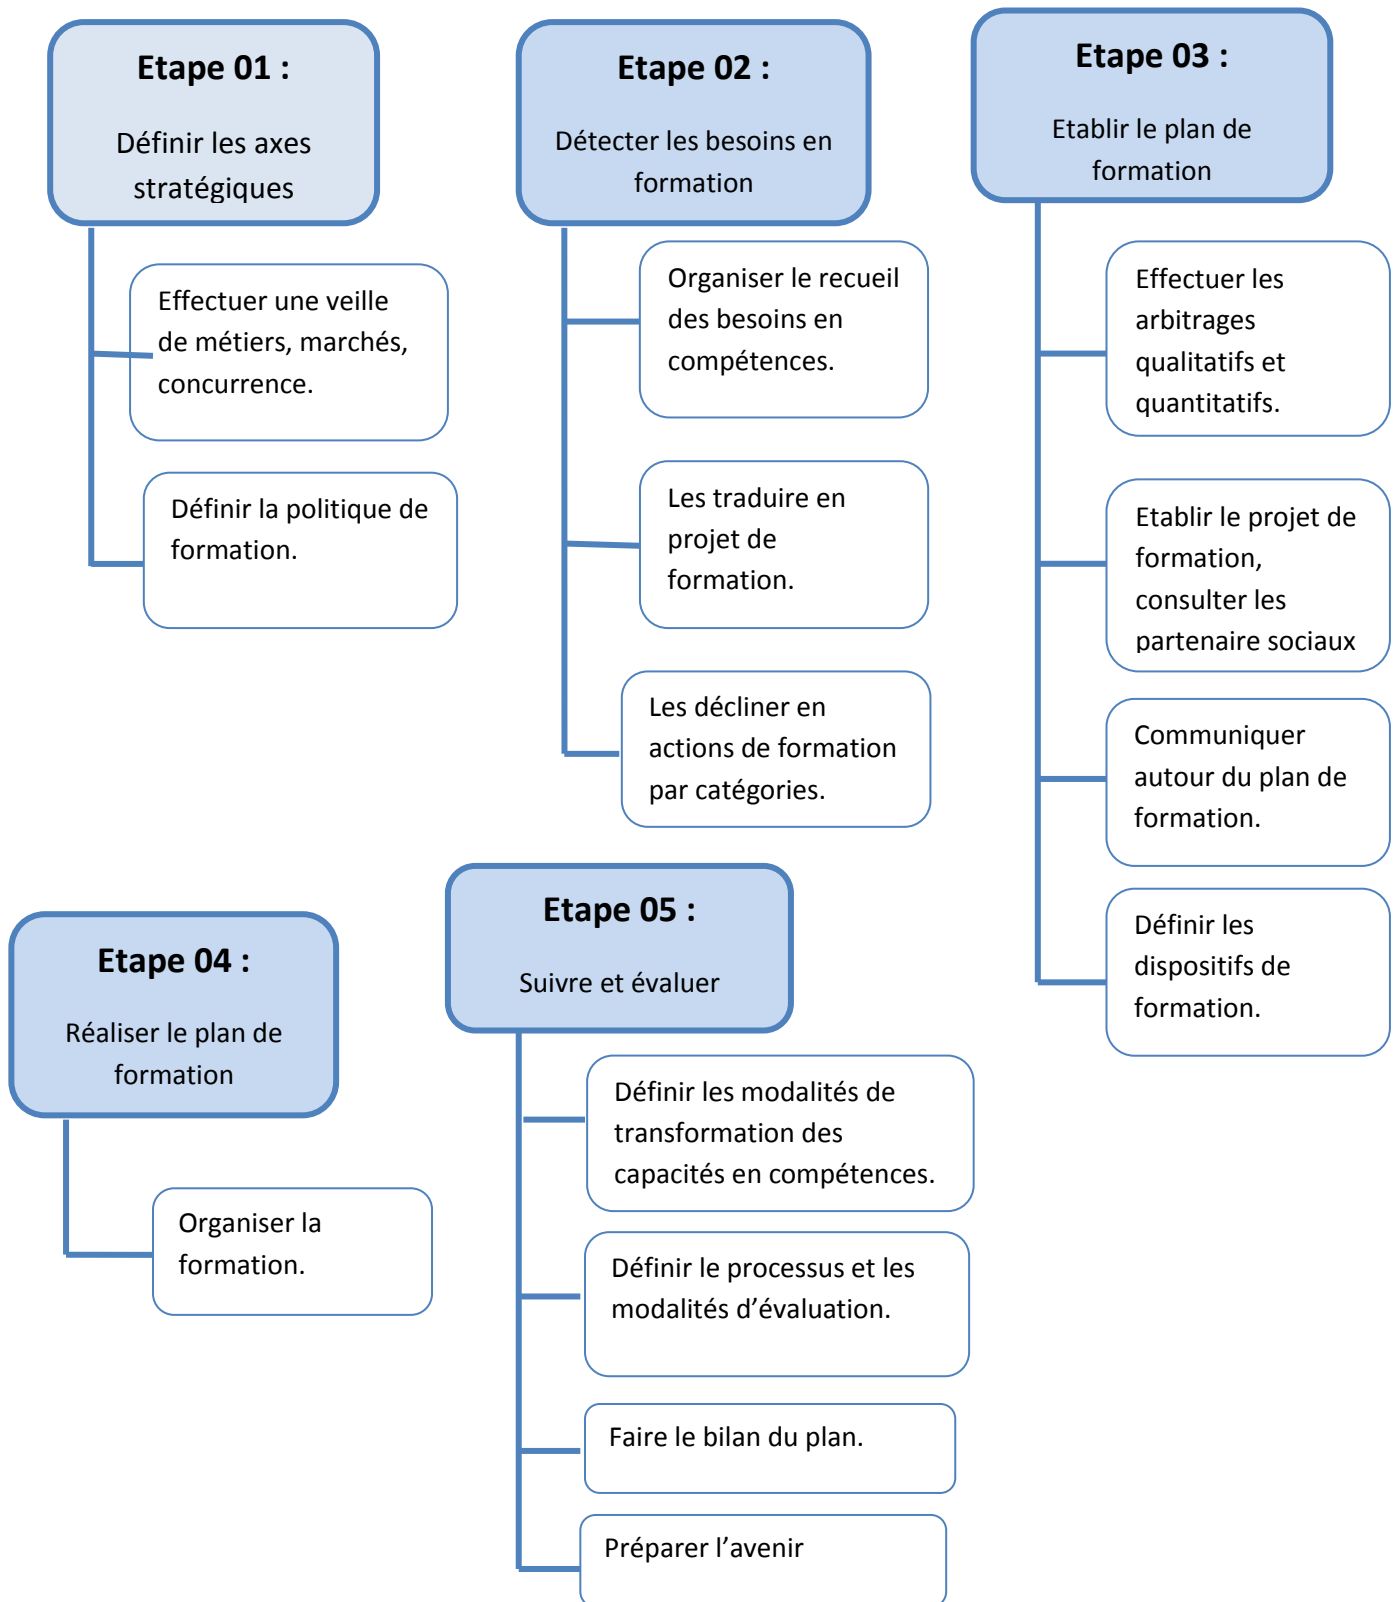 Etape 01 :
Définir les axes
stratégiques
Effectuer une veille
de métiers, marchés,
concurrence.
Définir la politique de
formation.
Etape 02 :
Détecter les besoins en
formation
Organiser le recueil
des besoins en
compétences.
Les traduire en
projet de
formation.
Les décliner en
actions de formation
par catégories.
Etape 03 :
Etablir le plan de
formation
Effectuer les
arbitrages
qualitatifs et
quantitatifs.
Etablir le projet de
formation,
consulter les
partenaire sociaux
Communiquer
autour du plan de
formation.
Définir les
dispositifs de
formation.
Etape 04 :
Réaliser le plan de
formation
Organiser la
formation.
Etape 05 :
Suivre et évaluer
Définir les modalités de
transformation des
capacités en compétences.
Définir le processus et les
modalités d’évaluation.
Faire le bilan du plan.
Préparer l’avenir